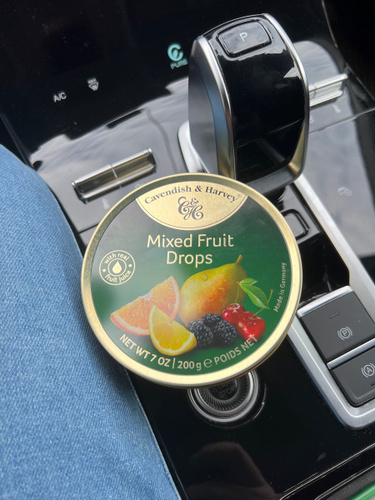 P
PURE
A/C
Cavendish & Harvey
C&H
Mixed Fruit
Drops
with real
fruit juice
Made in Germany
NET WT 7 OZ | 200 g ℮ POIDS NET
(P)
(A)